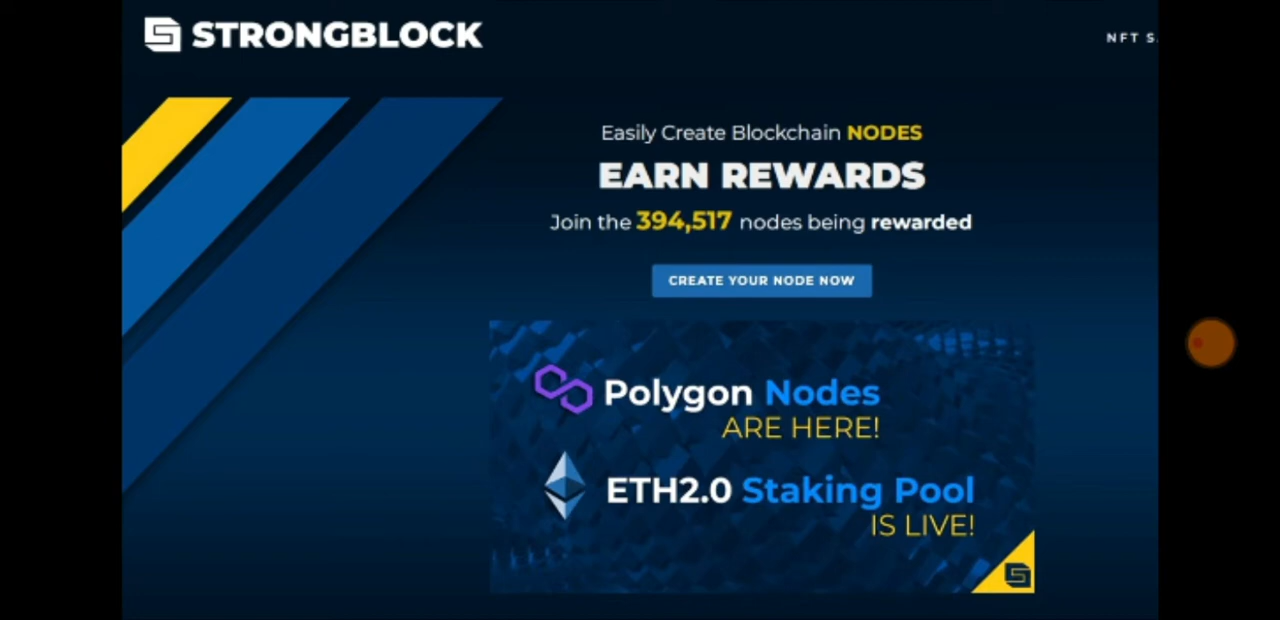 STRONGBLOCK
NFT S
Easily Create Blockchain NODES
EARN REWARDS
Join the 394,517 nodes being rewarded
CREATE YOUR NODE NOW
Polygon Nodes
ARE HERE!
ETH2.0 Staking Pool
IS LIVE!